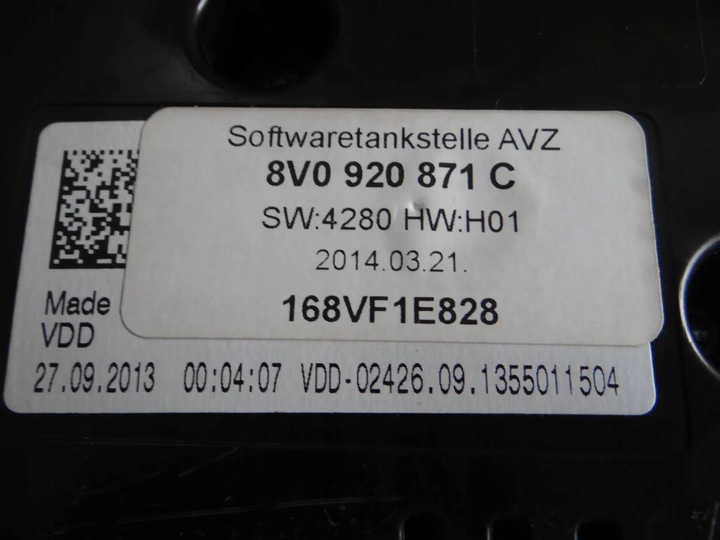 Softwaretankstelle AVZ
8V0 920 871 C
SW:4280 HW:H01
2014.03.21.
168VF1E828
Made
VDD
27.09.2013 00:04:07 VDD-02426.09.1355011504